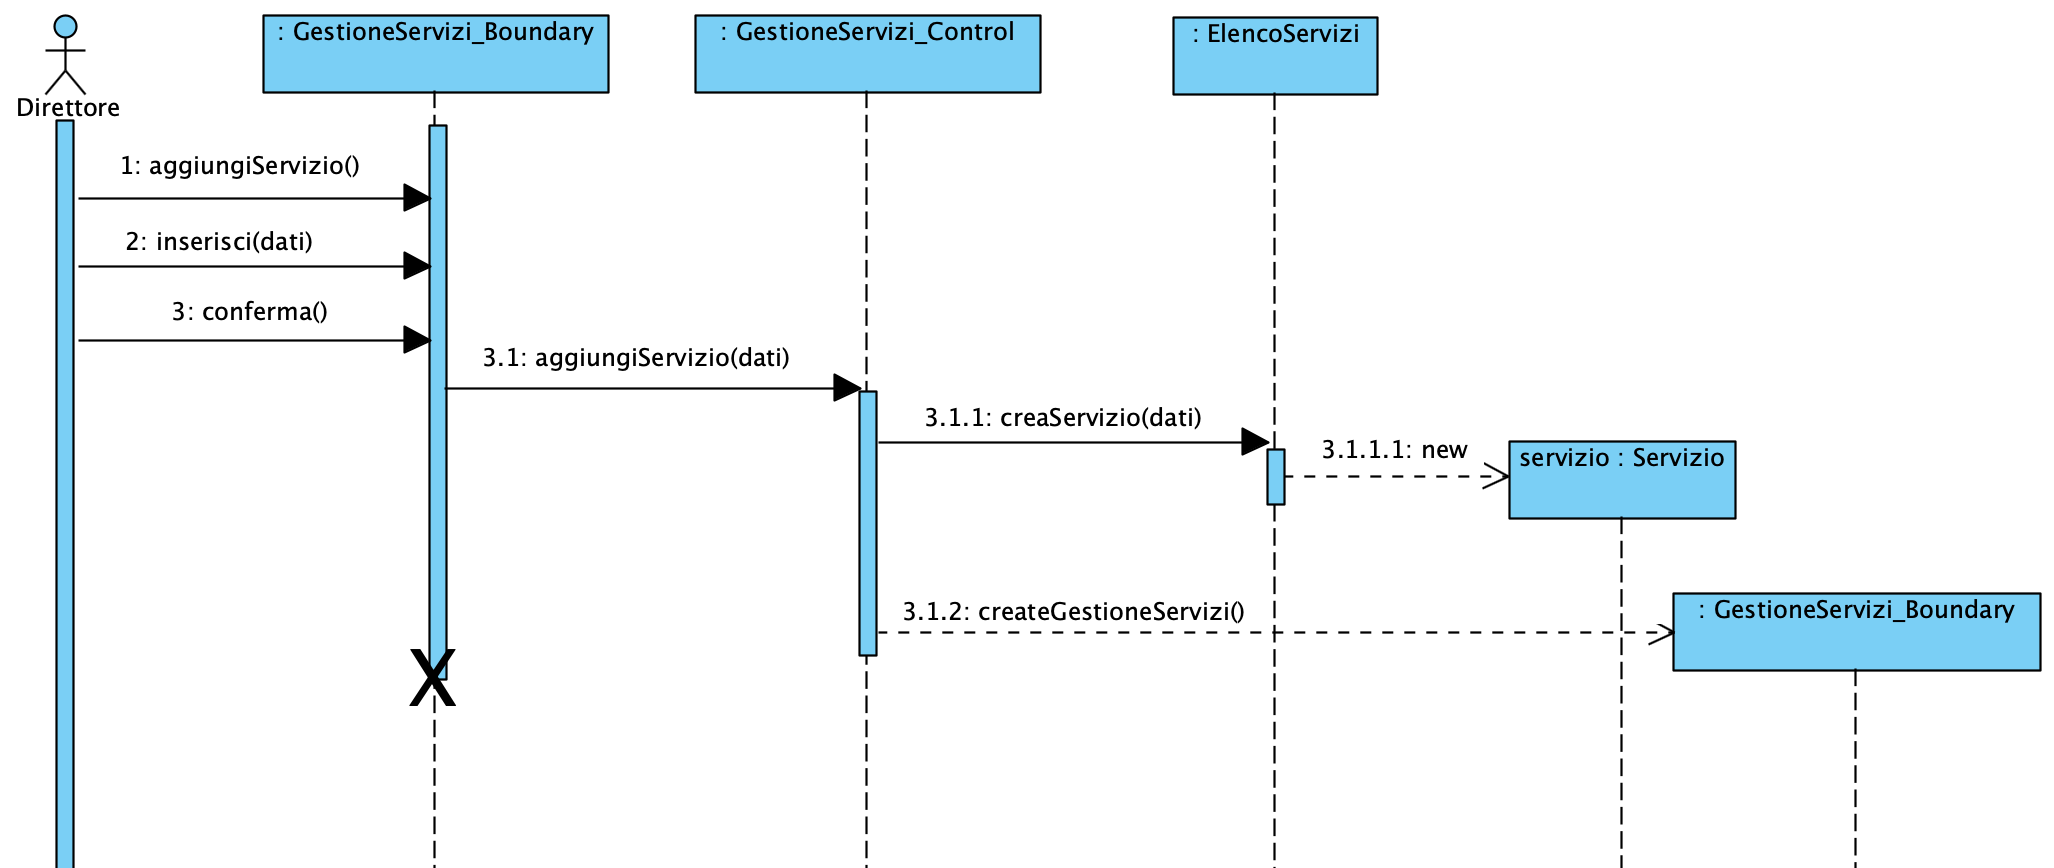 : GestioneServizi_Boundary
: GestioneServizi_Control
: ElencoServizi
Direttore
1: aggiungiServizio()
2: inserisci(dati)
3: conferma()
3.1: aggiungiServizio(dati)
3.1.1: creaServizio(dati)
3.1.1.1: new
servizio : Servizio
3.1.2: createGestioneServizi()
: GestioneServizi_Boundary